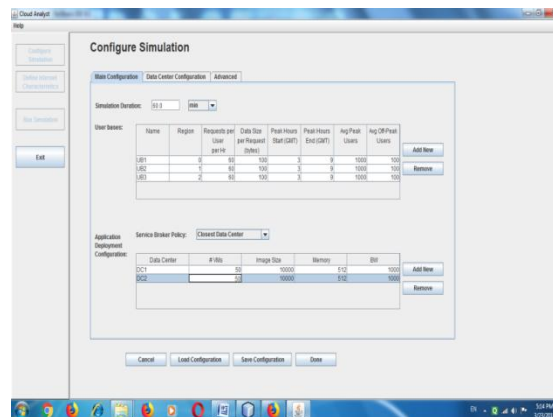 Cloud Analyst
Help
Configure
Simulation
Define Internet
Characteristics
Run Simulation
Exit
Configure Simulation
Main Configuration Data Center Configuration Advanced
Simulation Duration: 60.0 min
User bases:
Name Region Requests per User per Hr Data Size per Request (bytes) Peak Hours Start (GMT) Peak Hours End (GMT) Avg Peak Users Avg Off-Peak Users
UB1 0 60 100 3 9 1000 100
UB2 1 60 100 3 9 1000 100
UB3 2 60 100 3 9 1000 100
Add New
Remove
Application
Deployment
Configuration:
Service Broker Policy: Closest Data Center
Data Center # VMs Image Size Memory BW
DC1 50 10000 512 1000
DC2 50 10000 512 1000
Add New
Remove
Cancel Load Configuration Save Configuration Done
EN 5:04 PM